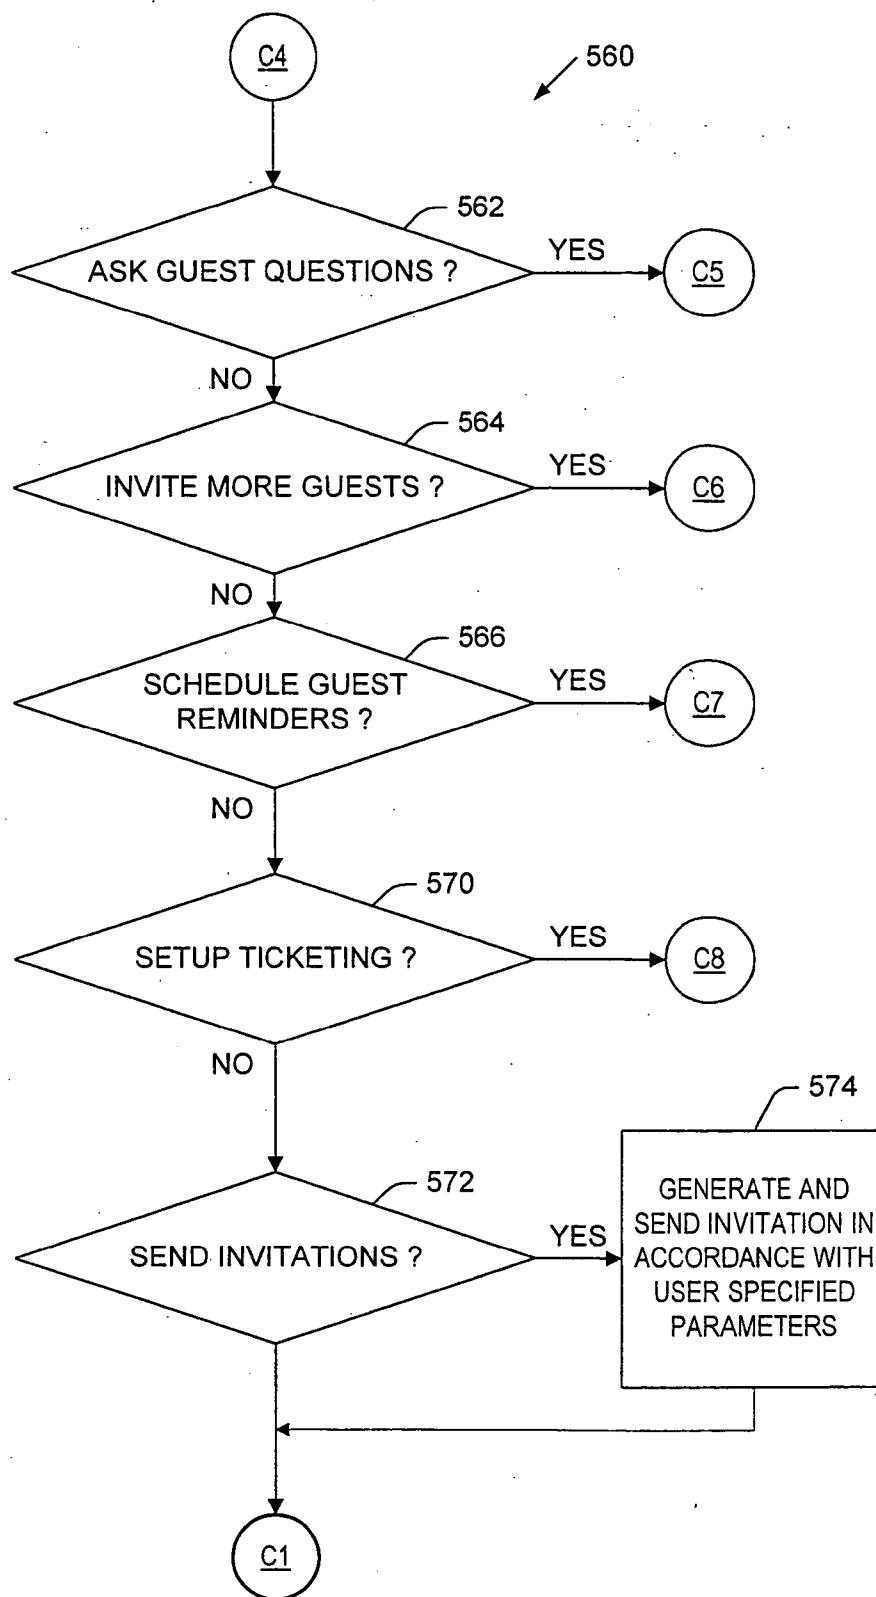 C4
560
562
ASK GUEST QUESTIONS ?
YES
C5
NO
564
INVITE MORE GUESTS ?
YES
C6
NO
566
SCHEDULE GUEST
REMINDERS ?
YES
C7
NO
570
SETUP TICKETING ?
YES
C8
NO
574
572
SEND INVITATIONS ?
YES
GENERATE AND
SEND INVITATION IN
ACCORDANCE WITH
USER SPECIFIED
PARAMETERS
C1